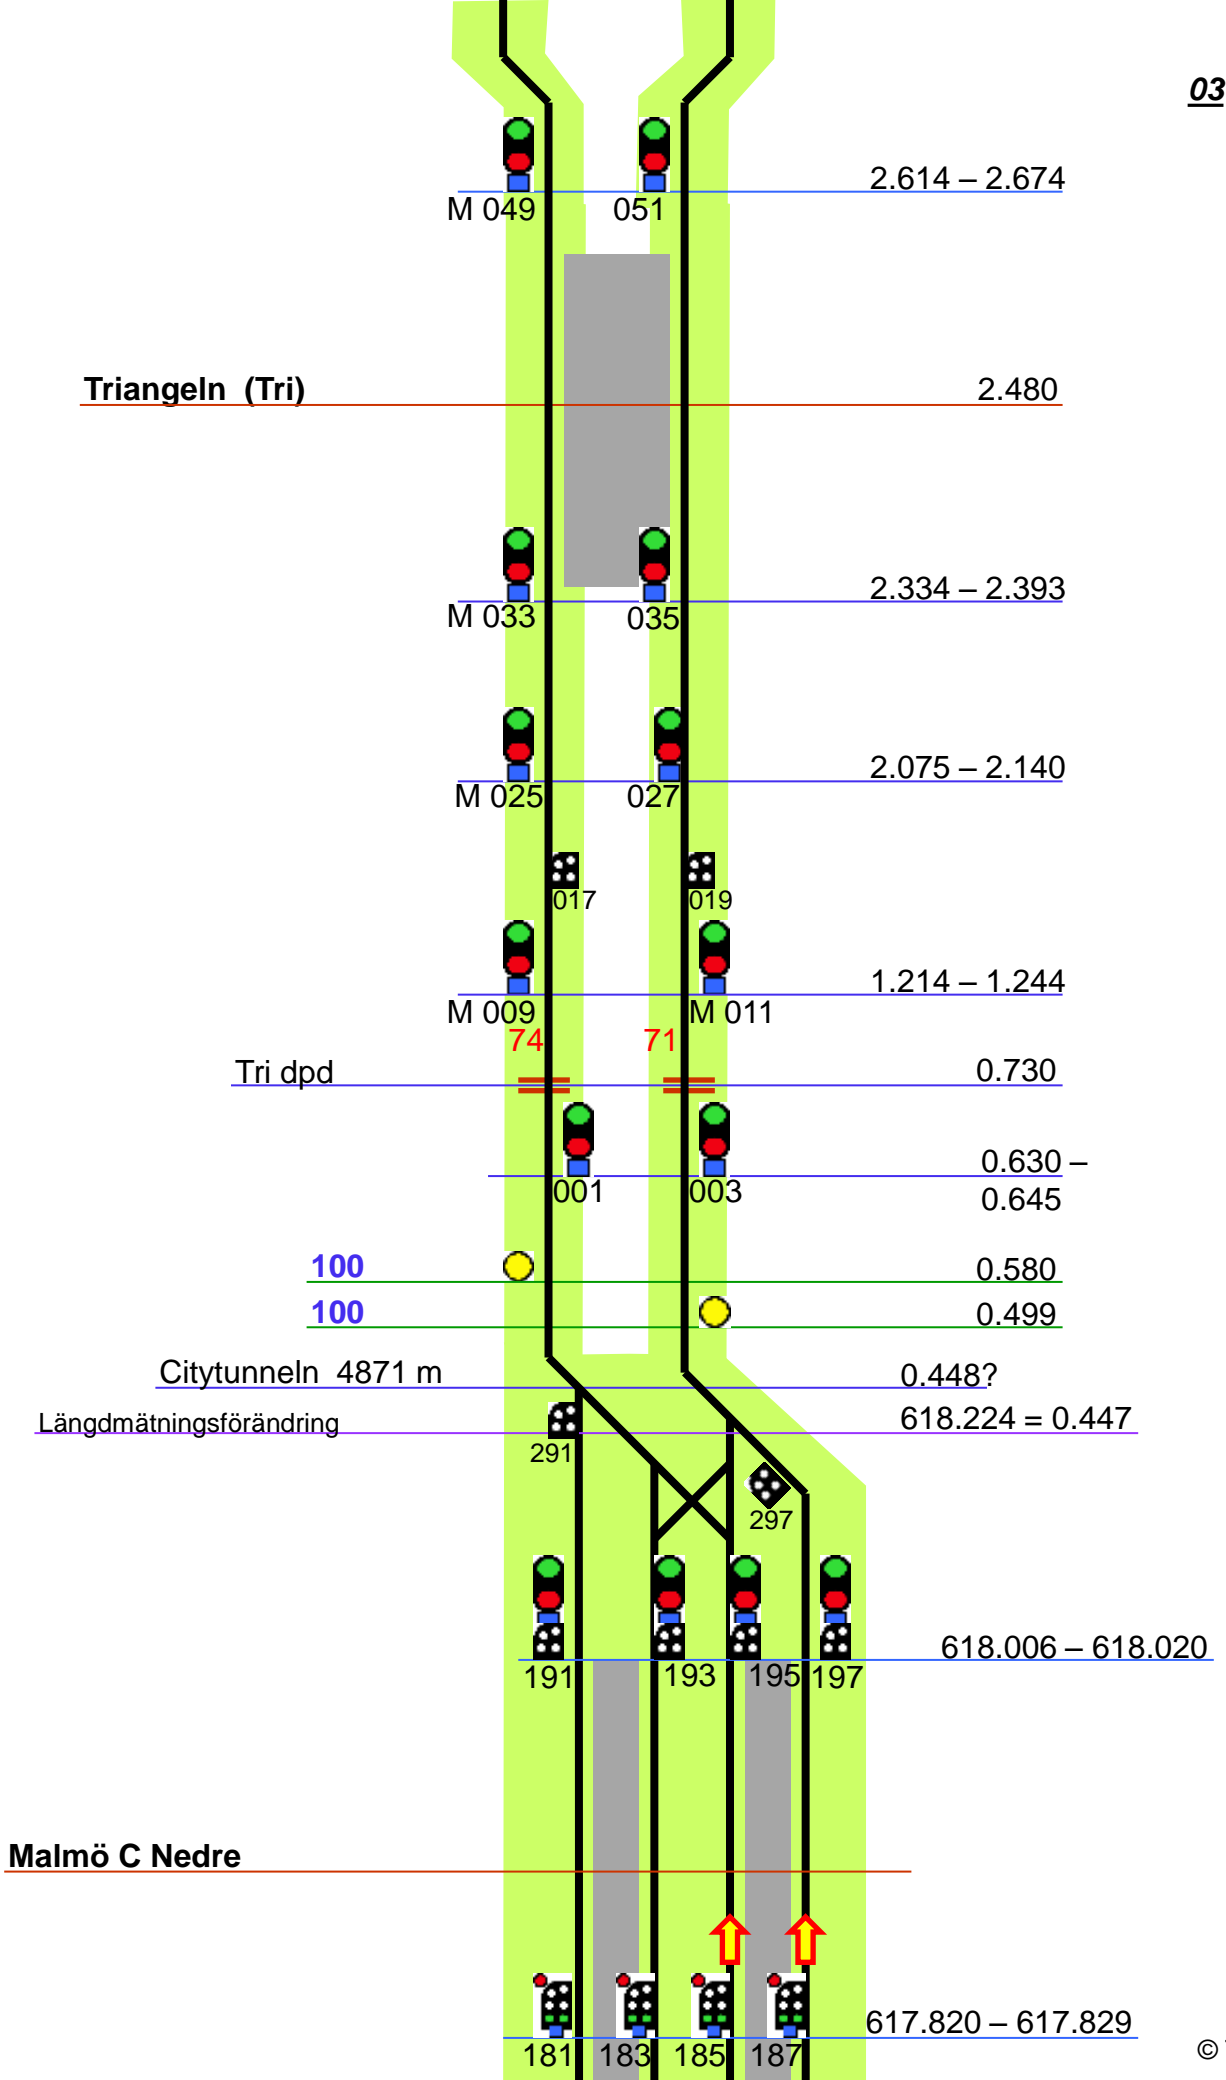 03
2.614 – 2.674
M 049 051
Triangeln (Tri) 2.480
2.334 – 2.393
M 033 035
2.075 – 2.140
M 025 027
017 019
1.214 – 1.244
M 009 M 011
74 71
Tri dpd 0.730
0.630 –
001 003 0.645
100 0.580
100 0.499
Citytunneln 4871 m 0.448?
Längdmätningsförändring 618.224 = 0.447
291
297
618.006 – 618.020
191 193 195 197
Malmö C Nedre
617.820 – 617.829
181 183 185 187
©